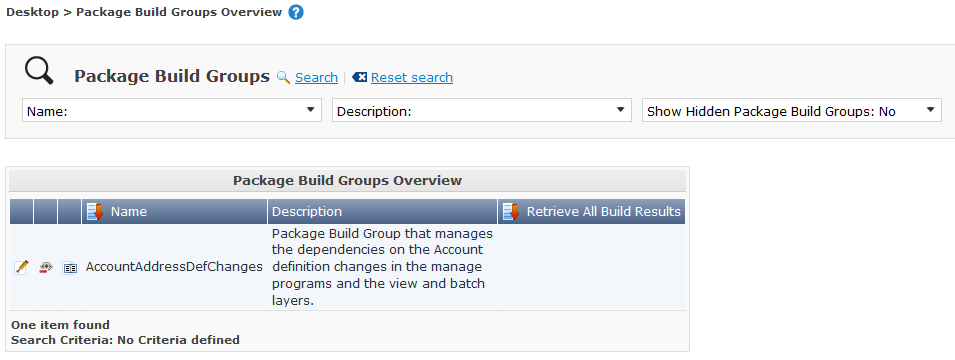 Desktop > Package Build Groups Overview
Package Build Groups Search | Reset search
Name: Description: Show Hidden Package Build Groups: No
Package Build Groups Overview
Name Description Retrieve All Build Results
AccountAddressDefChanges
Package Build Group that manages
the dependencies on the Account
definition changes in the manage
programs and the view and batch
layers.
One item found
Search Criteria: No Criteria defined